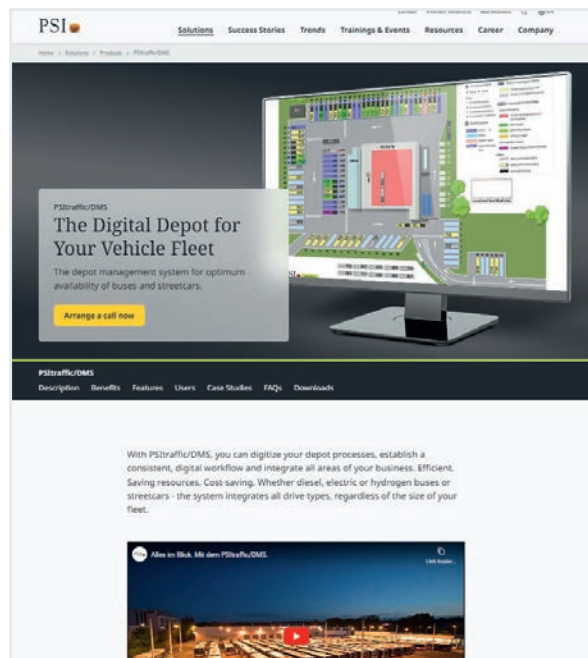 PSI
Solutions Success Stories Trends Trainings & Events Resources Career Company
Home > Solutions > Products > PSItraffic/DMS
PSItraffic/DMS
The Digital Depot for
Your Vehicle Fleet
The depot management system for optimum
availability of buses and streetcars.
Arrange a call now
PSItraffic/DMS
Description Benefits Features Users Case Studies FAQs Downloads
With PSItraffic/DMS, you can digitize your depot processes, establish a
consistent, digital workflow and integrate all areas of your business. Efficient.
Saving resources. Cost-saving. Whether diesel, electric or hydrogen buses or
streetcars - the system integrates all drive types, regardless of the size of your
fleet.
Alles im Blick. Mit dem PSItraffic/DMS.